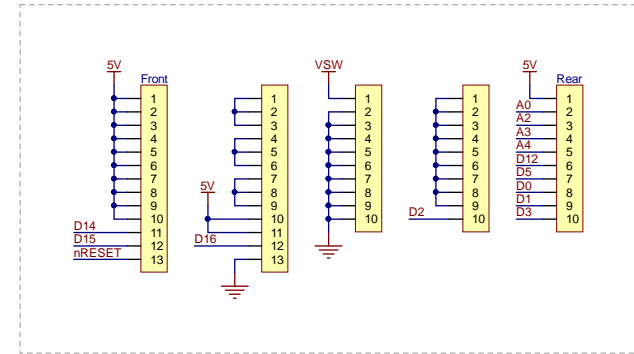 5V
Front
1
2
3
4
5
6
7
8
9
10
D14 11
D15 12
nRESET 13
1
2
3
4
5
6
7
8
9
5V
10
11
D16 12
13
VSW
1
2
3
4
5
6
7
8
9
10
1
2
3
4
5
6
7
8
9
D2 10
5V
Rear
1
A0 2
A2 3
A3 4
A4 5
D12 6
D5 7
D0 8
D1 9
D3 10